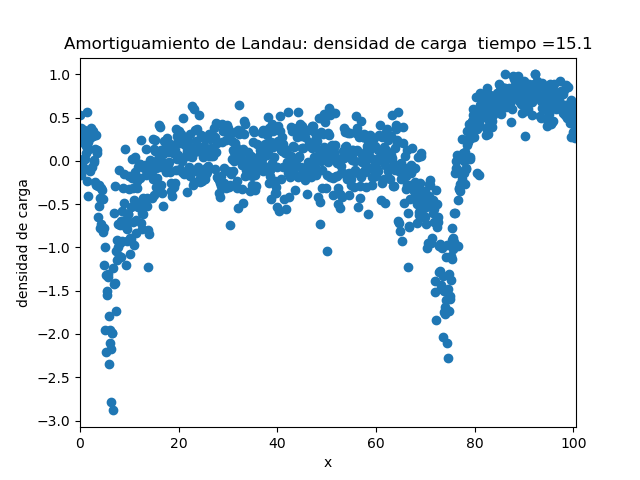 Amortiguamiento de Landau: densidad de carga  tiempo =15.1
1.0
0.5
0.0
−0.5
−1.0
−1.5
−2.0
−2.5
−3.0
densidad de carga
0 20 40 60 80 100
x